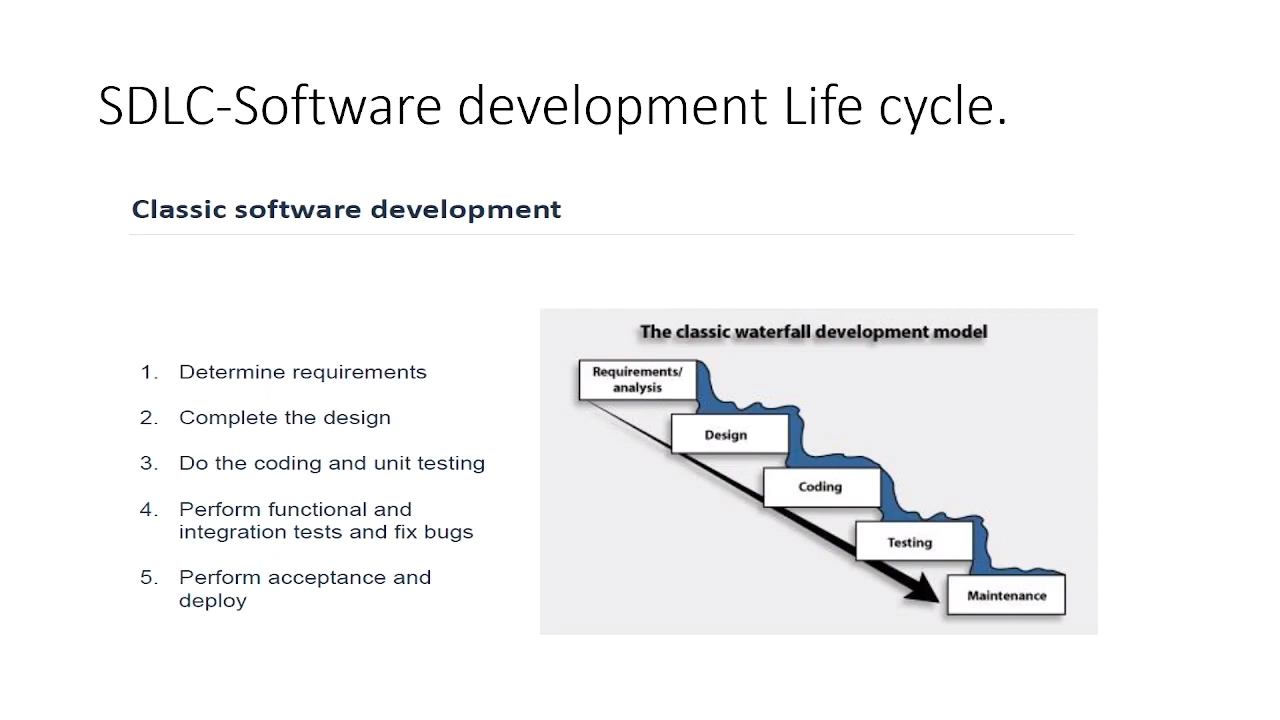 SDLC-Software development Life cycle.
Classic software development
1. Determine requirements
2. Complete the design
3. Do the coding and unit testing
4. Perform functional and
integration tests and fix bugs
5. Perform acceptance and
deploy
The classic waterfall development model
Requirements/
analysis
Design
Coding
Testing
Maintenance